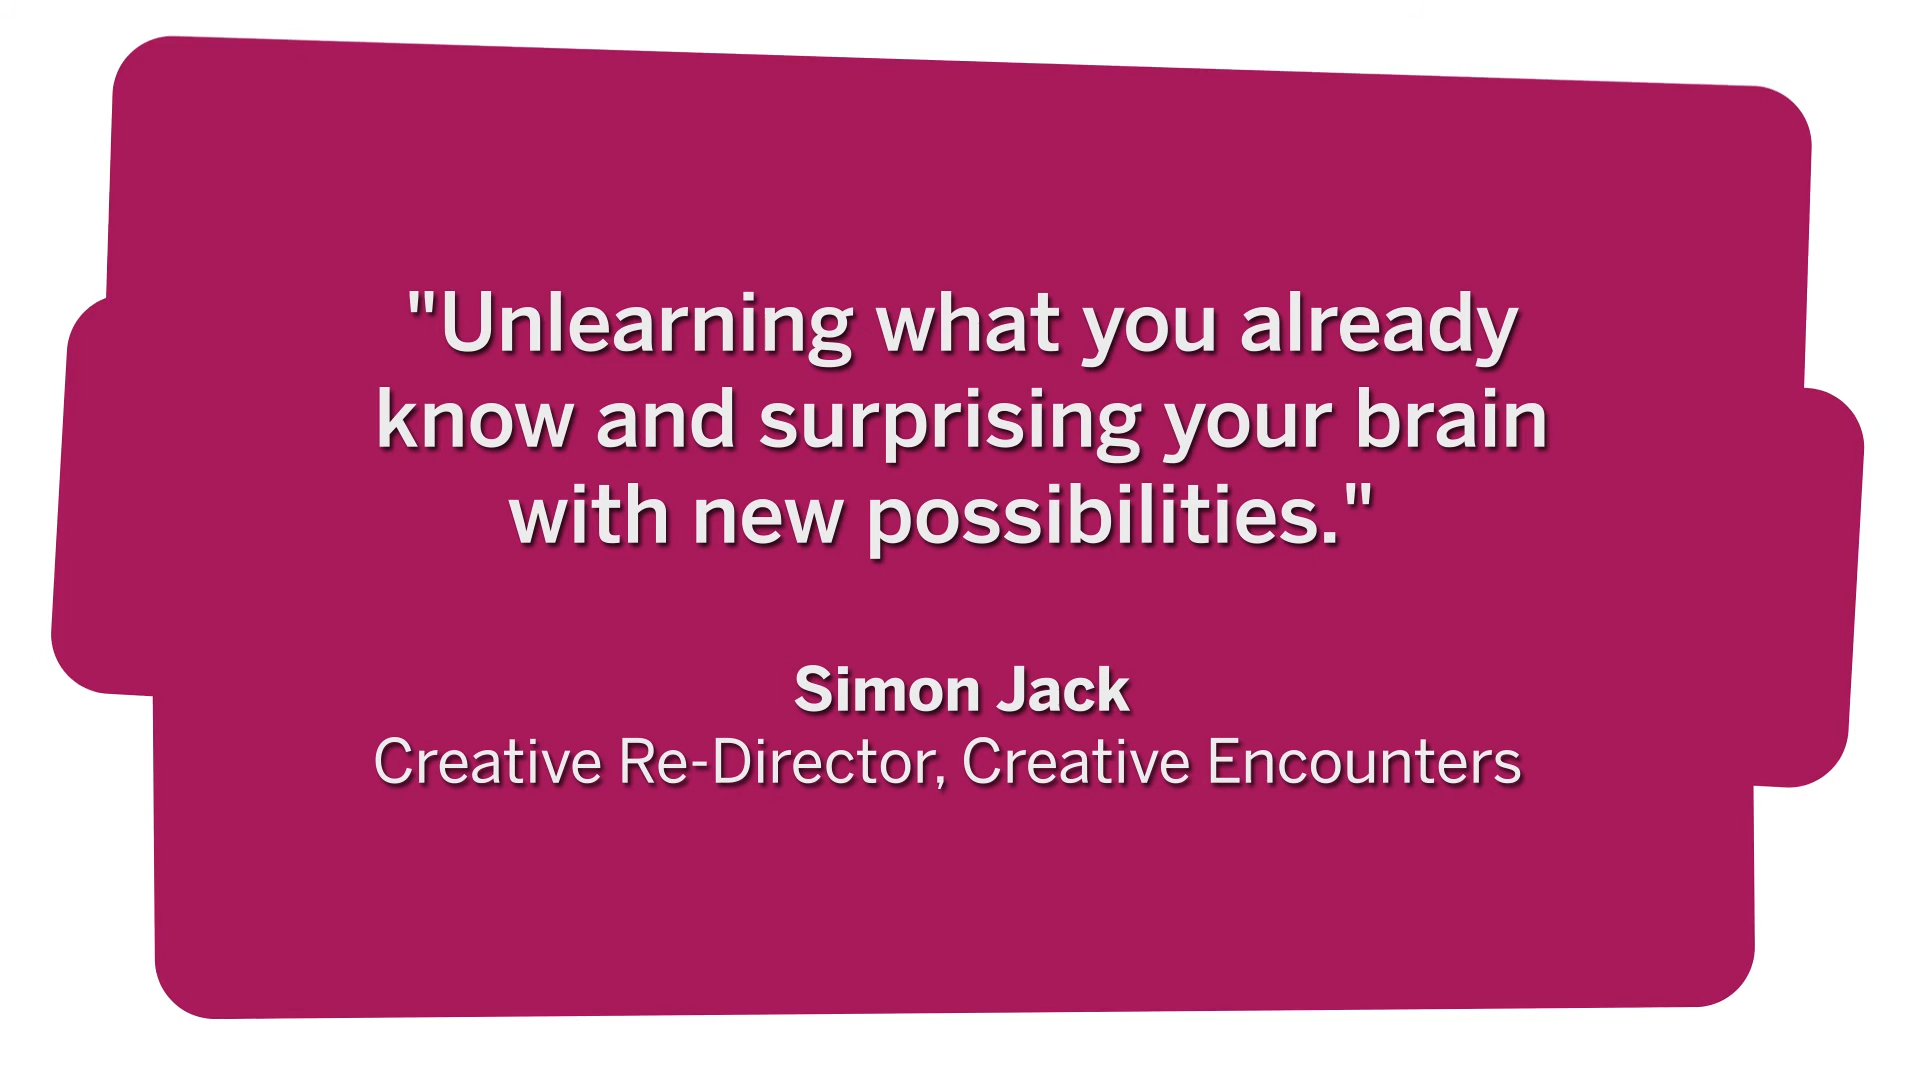 "Unlearning what you already
know and surprising your brain
with new possibilities."
Simon Jack
Creative Re-Director, Creative Encounters